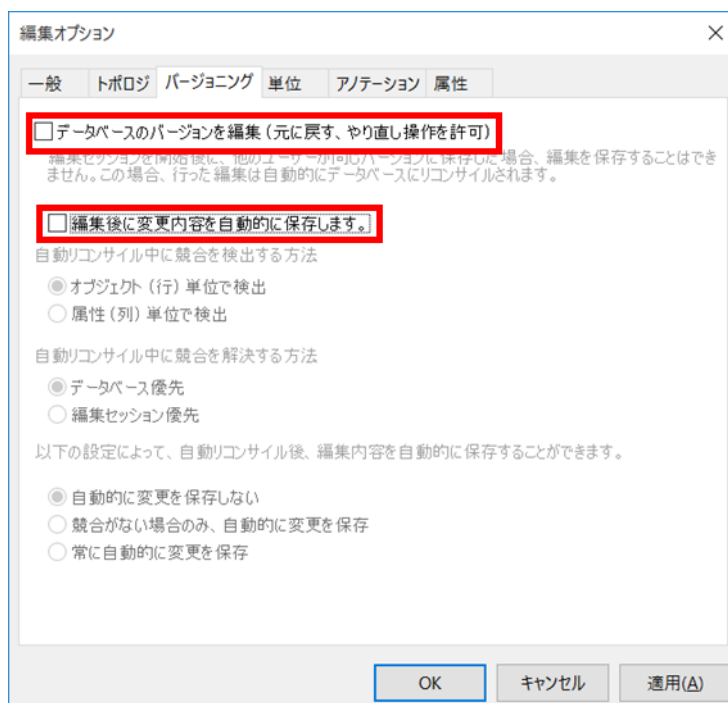 編集オプション
一般 トポロジ バージョニング 単位 アノテーション 属性
データベースのバージョンを編集 (元に戻す、やり直し操作を許可)
編集セッションを開始後に、他のユーザーが同じバージョンに保存した場合、編集を保存することはでき
ません。この場合、行った編集は自動的にデータベースにリコンサイルされます。
編集後に変更内容を自動的に保存します。
自動リコンサイル中に競合を検出する方法
オブジェクト (行) 単位で検出
属性 (列) 単位で検出
自動リコンサイル中に競合を解決する方法
データベース優先
編集セッション優先
以下の設定によって、自動リコンサイル後、編集内容を自動的に保存することができます。
自動的に変更を保存しない
競合がない場合のみ、自動的に変更を保存
常に自動的に変更を保存
OK キャンセル 適用(A)